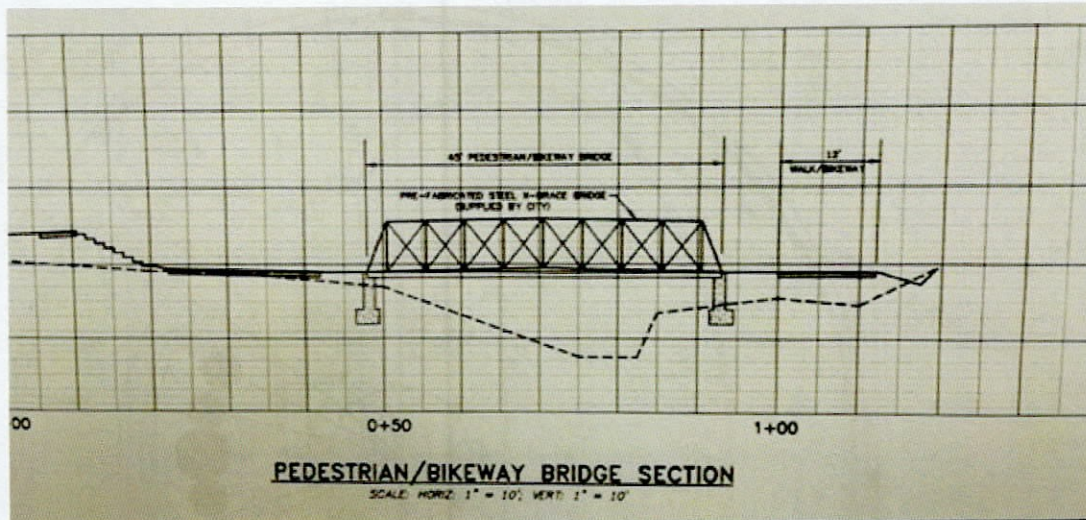 45' PEDESTRIAN/BIKEWAY BRIDGE
12'
WALK/BIKEWAY
PRE-FABRICATED STEEL X-BRACE BRIDGE
(SUPPLIED BY CITY)
00
0+50
1+00
PEDESTRIAN/BIKEWAY BRIDGE SECTION
SCALE: HORIZ: 1" = 10'; VERT: 1" = 10'